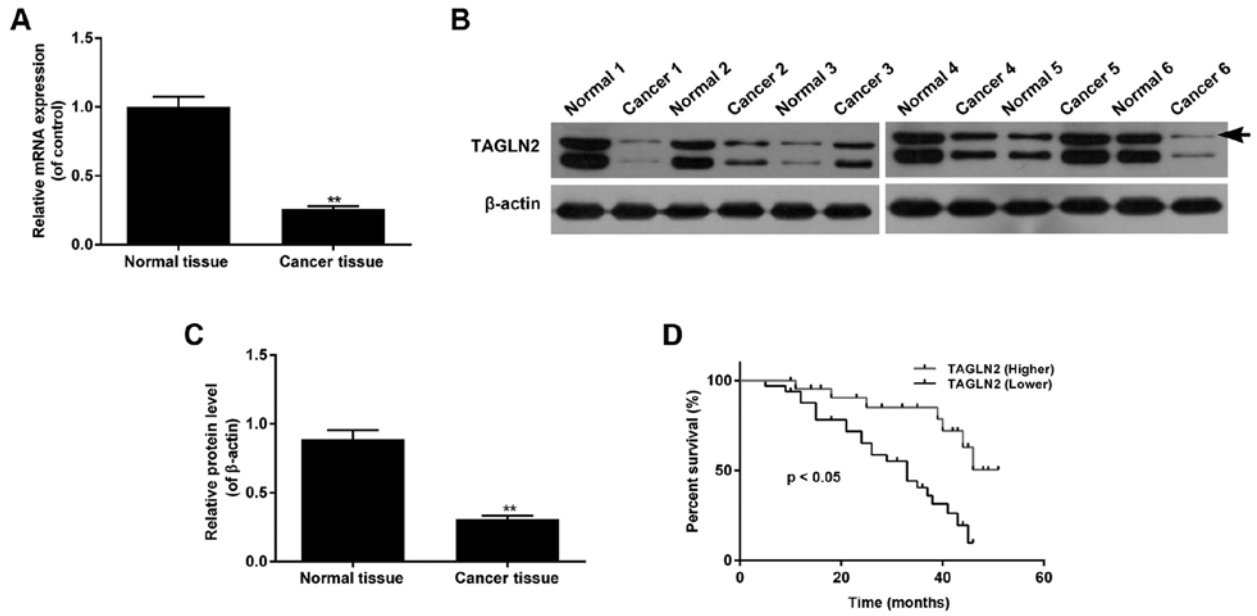 A
Relative mRNA expression
(of control)
1.5
1.0
0.5
0.0
**
Normal tissue
Cancer tissue
B
Normal 1
Cancer 1
Normal 2
Cancer 2
Normal 3
Cancer 3
Normal 4
Cancer 4
Normal 5
Cancer 5
Normal 6
Cancer 6
TAGLN2
β-actin
C
Relative protein level
(of β-actin)
1.5
1.0
0.5
0.0
**
Normal tissue
Cancer tissue
D
Percent survival (%)
100
50
0
TAGLN2 (Higher)
TAGLN2 (Lower)
p < 0.05
0
20
40
60
Time (months)